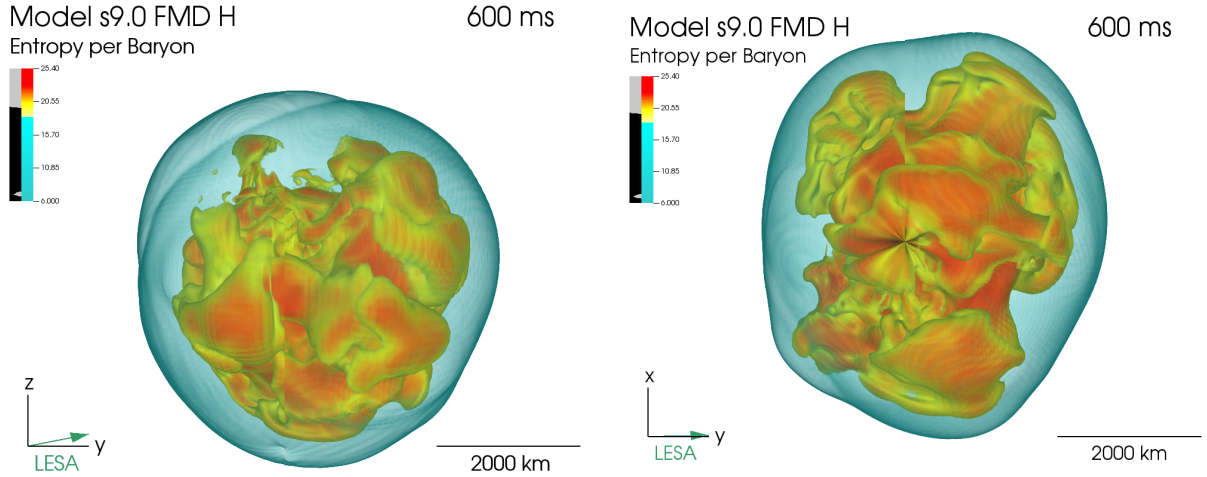 Model s9.0 FMD H
600 ms
Entropy per Baryon
25.40
20.55
15.70
10.85
6.000
z
y
LESA
2000 km
Model s9.0 FMD H
600 ms
Entropy per Baryon
25.40
20.55
15.70
10.85
6.000
x
y
LESA
2000 km